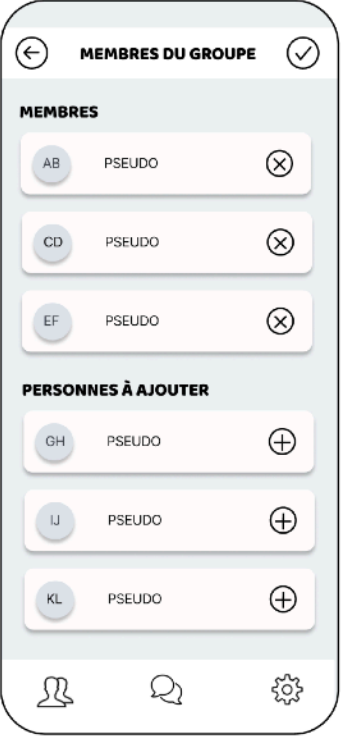 MEMBRES DU GROUPE
MEMBRES
AB PSEUDO
CD PSEUDO
EF PSEUDO
PERSONNES À AJOUTER
GH PSEUDO
IJ PSEUDO
KL PSEUDO